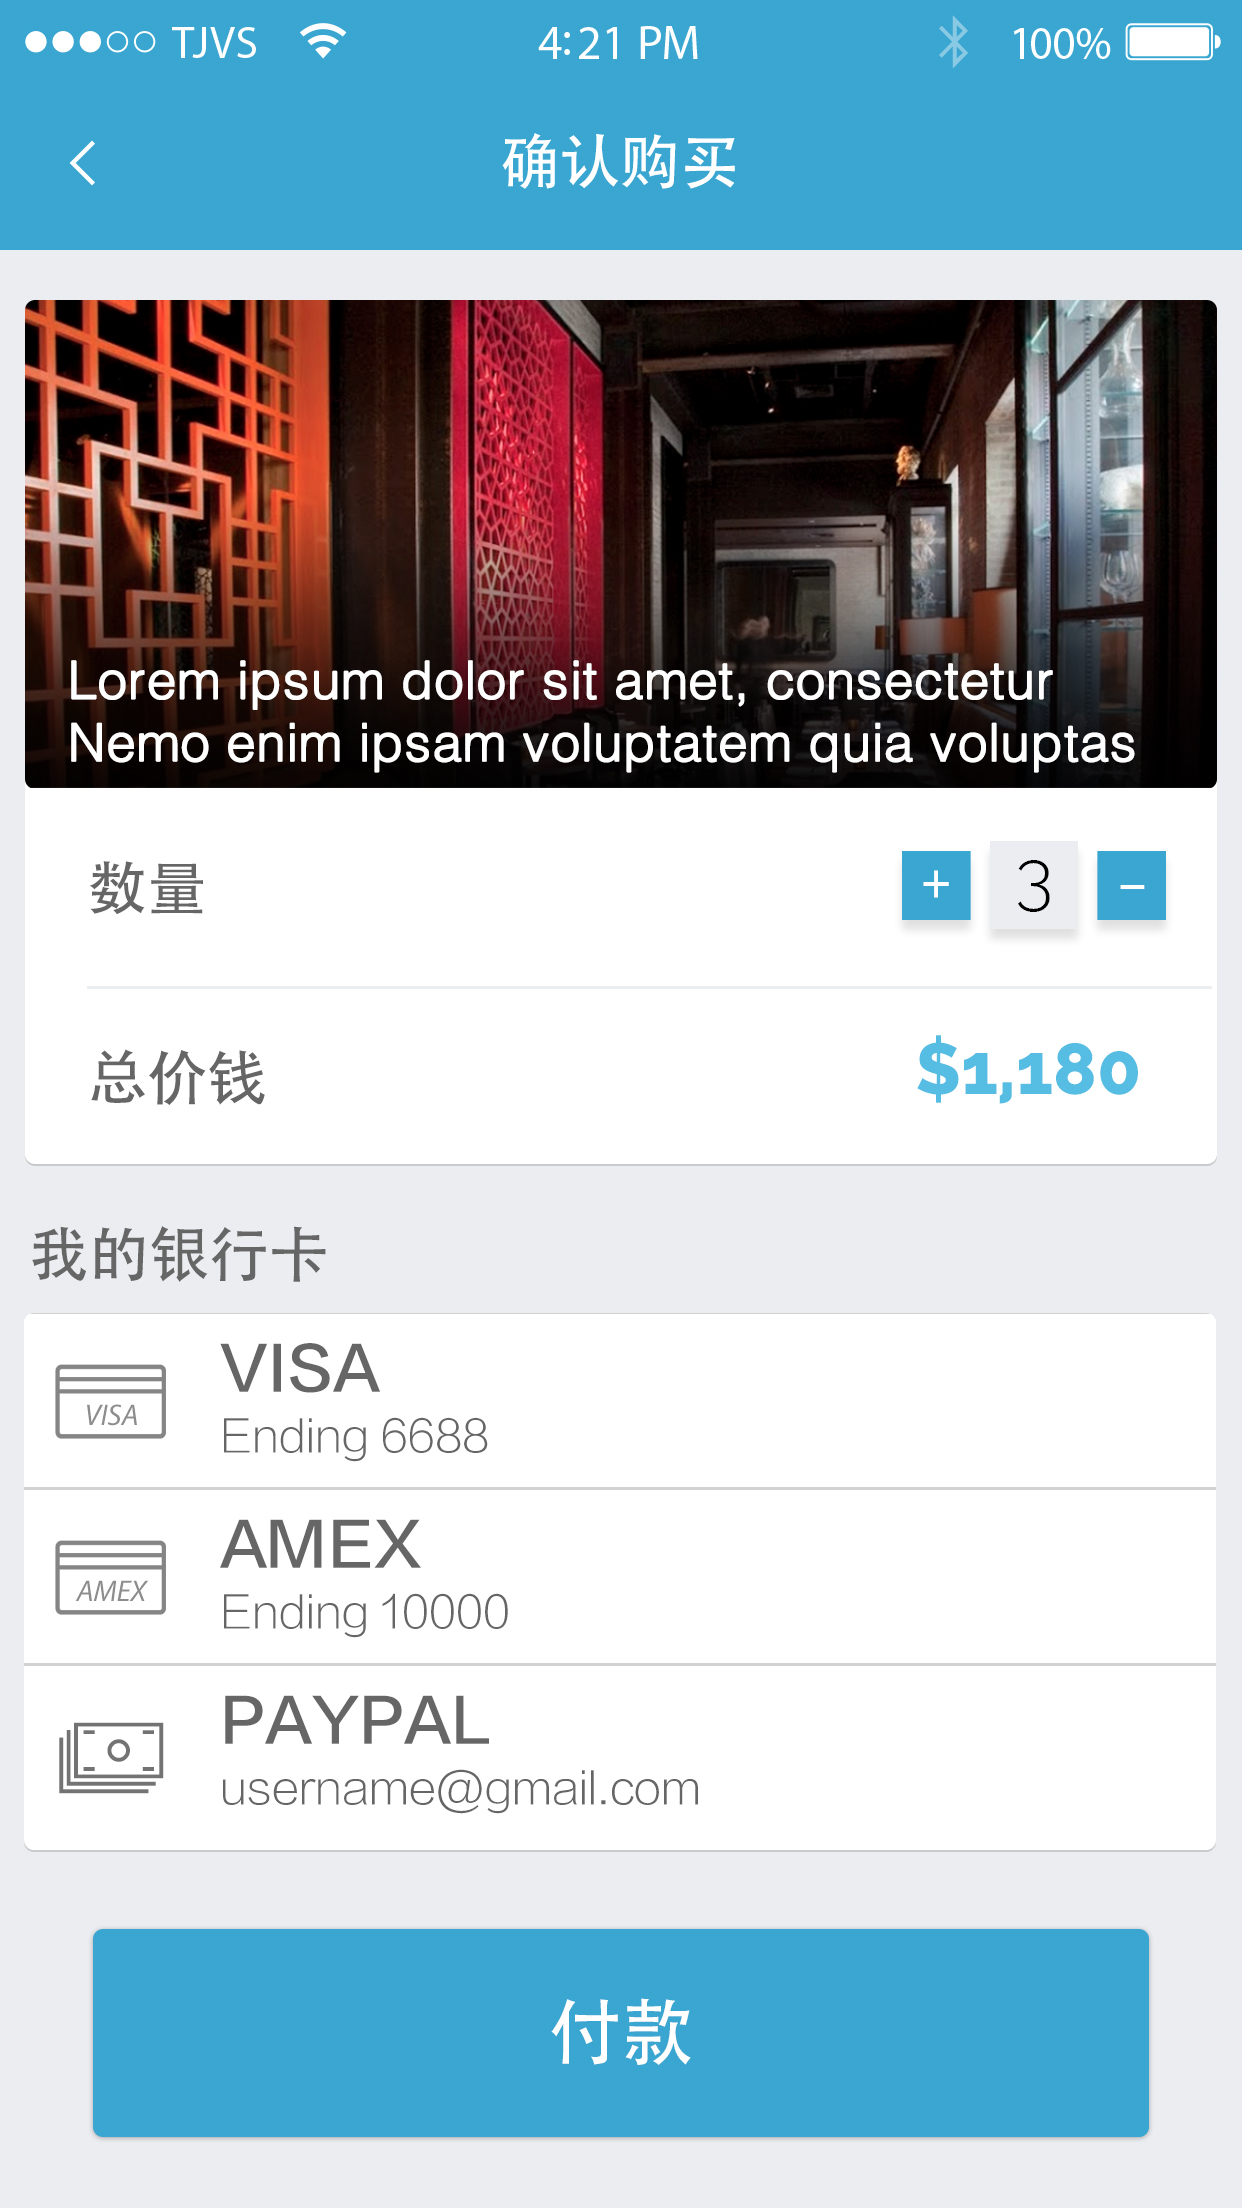 TJVS
4:21 PM
100%
确认购买
Lorem ipsum dolor sit amet, consectetur
Nemo enim ipsam voluptatem quia voluptas
数量
+ 3 −
总价钱
$1,180
我的银行卡
VISA
VISA
Ending 6688
AMEX
AMEX
Ending 10000
PAYPAL
username@gmail.com
付款